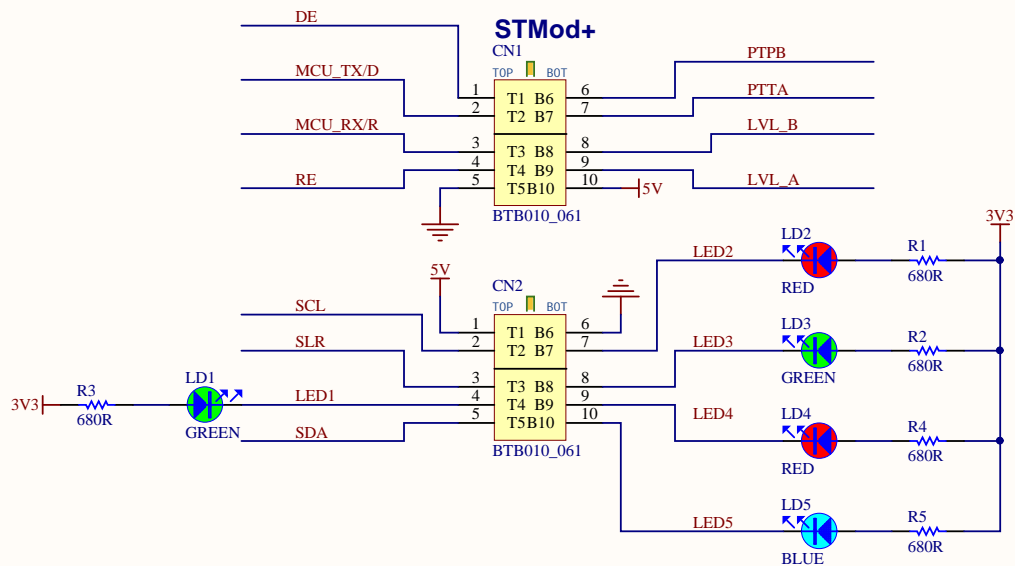 DE
STMod+
CN1
TOP BOT
MCU_TX/D
PTPB
1 T1 B6 6
2 T2 B7 7
PTTA
MCU_RX/R
LVL_B
3 T3 B8 8
4 T4 B9 9
5 T5 B10 10
5V
RE
LVL_A
BTB010_061
3V3
5V
CN2
TOP BOT
LED2
LD2
RED
R1
680R
SCL
1 T1 B6 6
2 T2 B7 7
SLR
LED3
LD3
GREEN
R2
680R
3 T3 B8 8
4 T4 B9 9
5 T5 B10 10
3V3
R3
680R
LD1
GREEN
LED1
SDA
BTB010_061
LED4
LD4
RED
R4
680R
LED5
LD5
BLUE
R5
680R